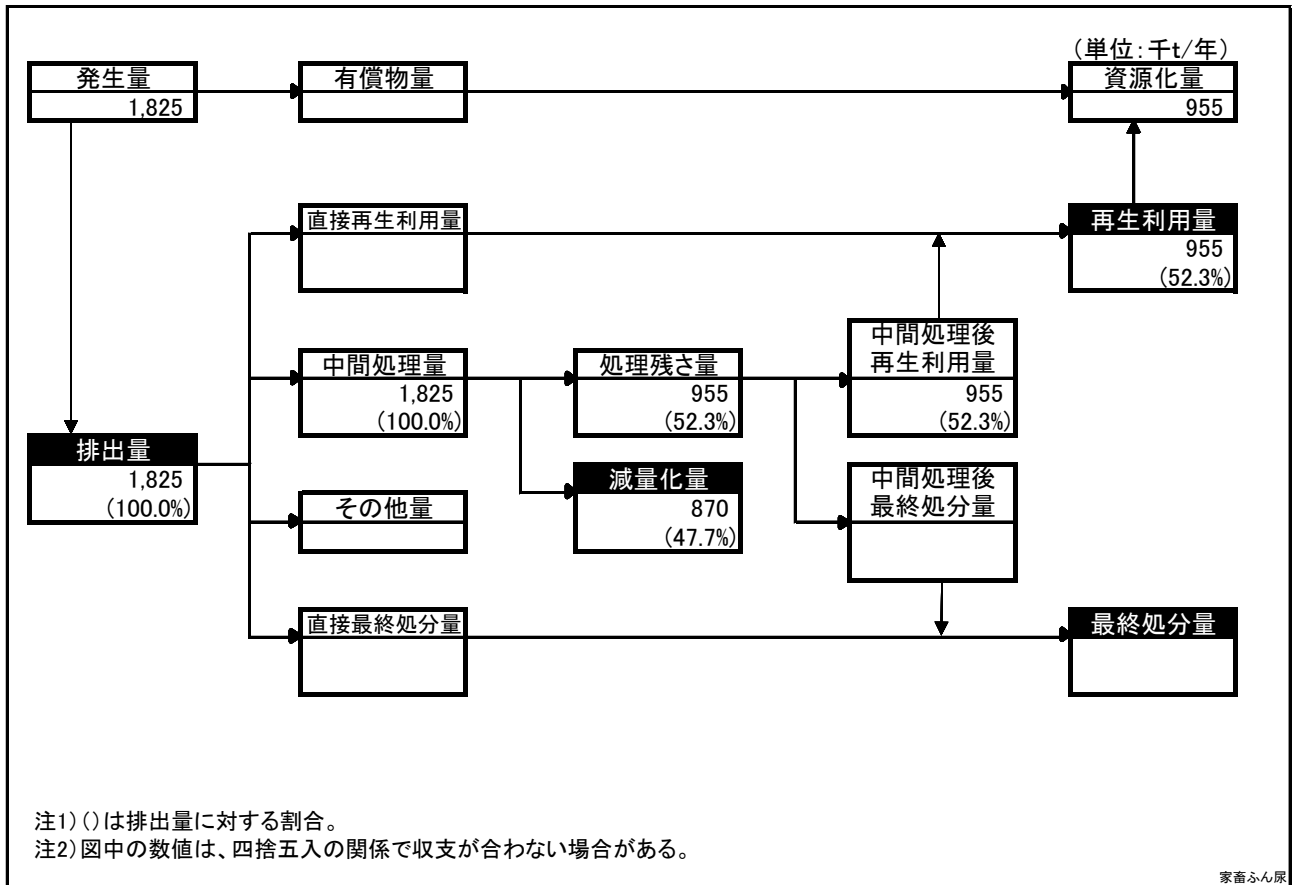 (単位:千t/年)
発生量
1,825
有償物量
資源化量
955
直接再生利用量
再生利用量
955
(52.3%)
中間処理量
1,825
(100.0%)
処理残さ量
955
(52.3%)
中間処理後
再生利用量
955
(52.3%)
排出量
1,825
(100.0%)
その他量
減量化量
870
(47.7%)
中間処理後
最終処分量
直接最終処分量
最終処分量
注1)()は排出量に対する割合。
注2)図中の数値は、四捨五入の関係で収支が合わない場合がある。
家畜ふん尿